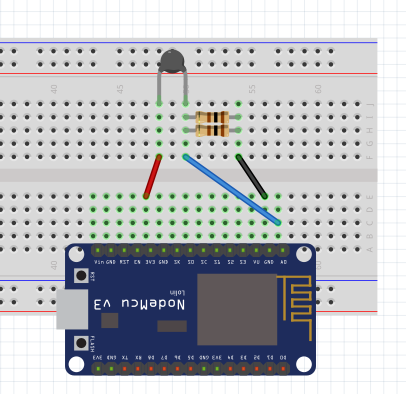 40 45 50 55 60
J
I
H
G
F
E
D
C
B
A
40 60
Vin GND RST EN 3V3 GND SK SO SC S1 S2 S3 VU GND A0
RST
NodeMcu v3
Lolin
FLASH
3V3 GND TX RX D8 D7 D6 D5 GND 3V3 D4 D3 D2 D1 D0